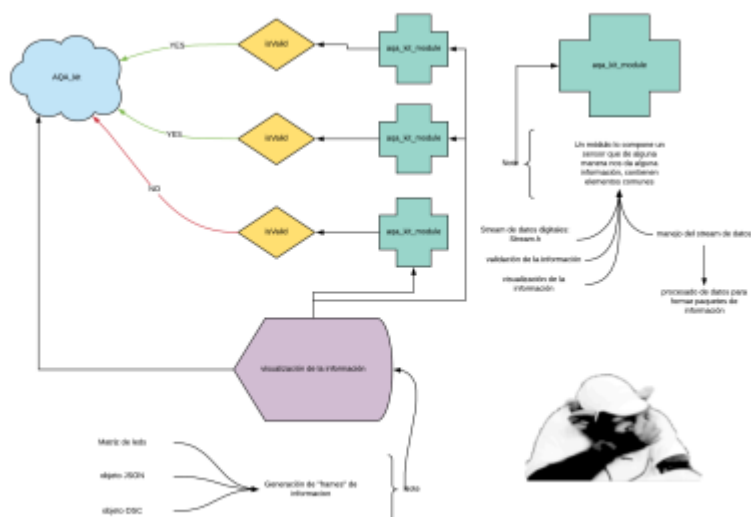 AQA_kit
YES
isValid
aqa_kit_module
YES
isValid
aqa_kit_module
NO
isValid
aqa_kit_module
visualización de la información
Matriz de leds
objeto JSON
objeto OSC
Generación de "frames" de
informacion
Nota
aqa_kit_module
Nota
Un módulo lo compone un
sensor que de alguna
manera nos da alguna
información, contienen
elementos comunes
Stream de datos digitales:
Stream.h
validación de la información
visualización de la
información
manejo del stream de datos
procesado de datos para
formar paquetes de
información